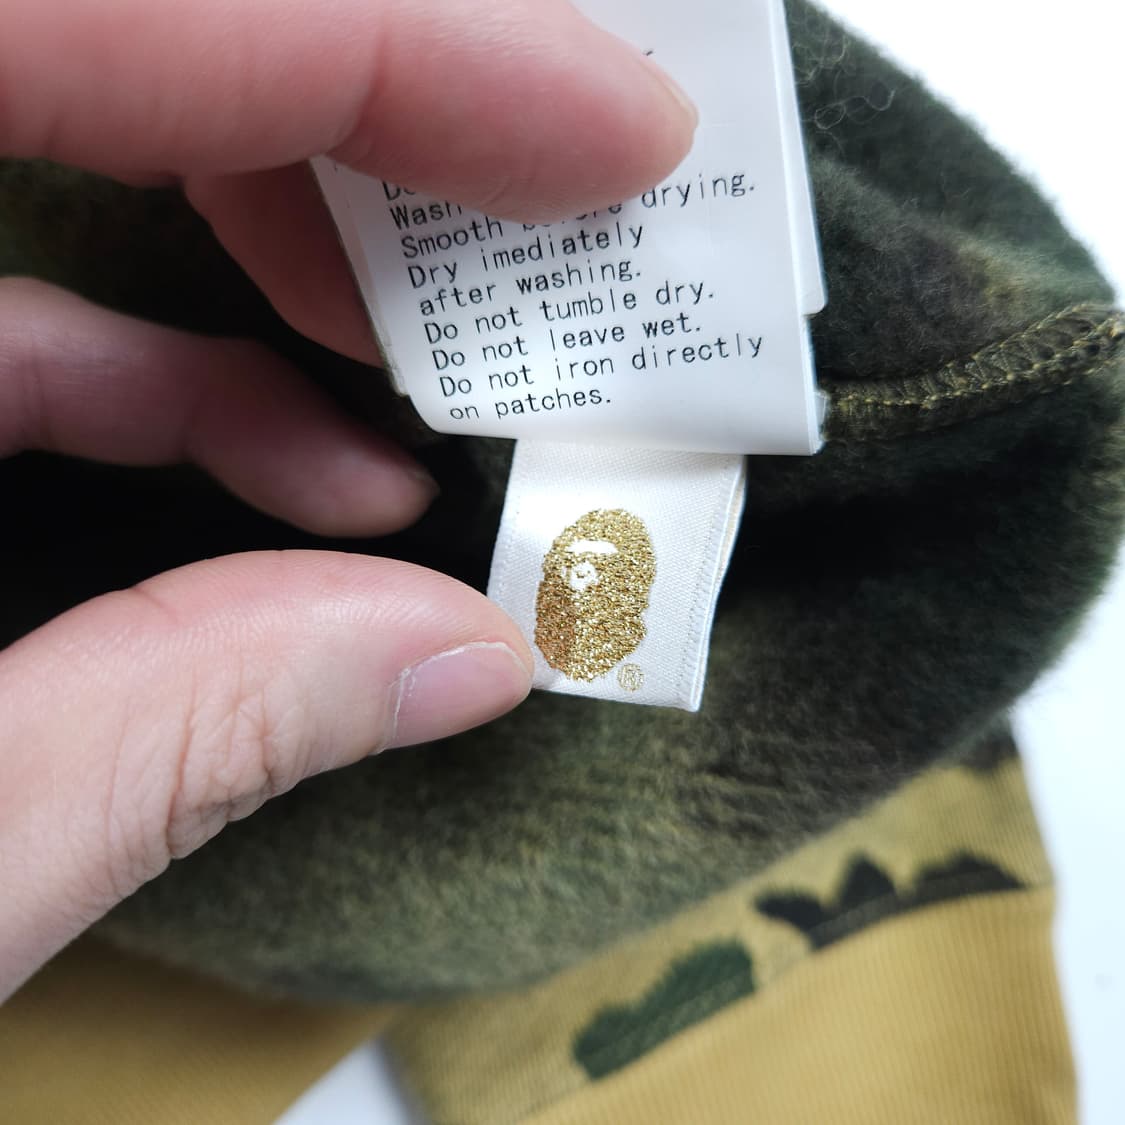 Wash
Smooth before drying.
Dry imediately
after washing.
Do not tumble dry.
Do not leave wet.
Do not iron directly
on patches.
®